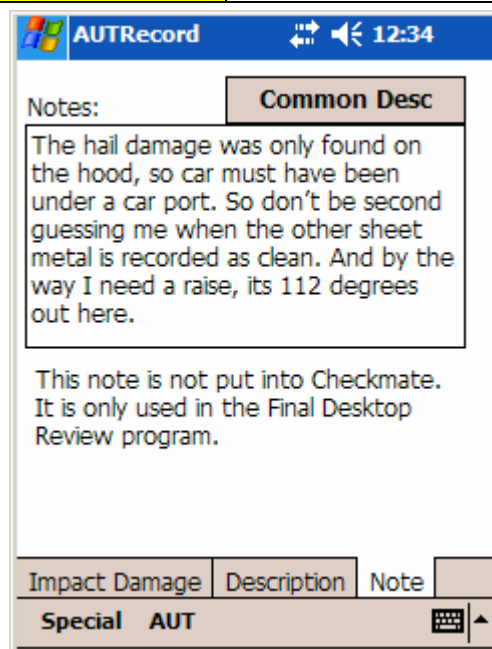 AUTRecord 12:34
Notes: Common Desc
The hail damage was only found on
the hood, so car must have been
under a car port. So don't be second
guessing me when the other sheet
metal is recorded as clean. And by the
way I need a raise, its 112 degrees
out here.
This note is not put into Checkmate.
It is only used in the Final Desktop
Review program.
Impact Damage Description Note
Special AUT